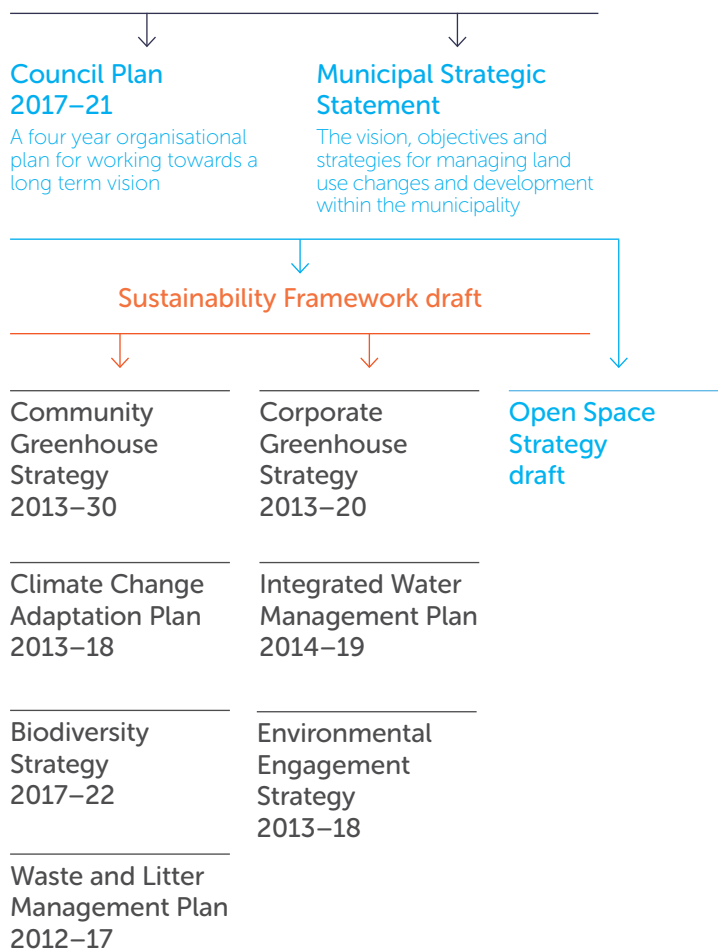 Council Plan
2017–21
A four year organisational
plan for working towards a
long term vision
Municipal Strategic
Statement
The vision, objectives and
strategies for managing land
use changes and development
within the municipality
Sustainability Framework draft
Community
Greenhouse
Strategy
2013–30
Corporate
Greenhouse
Strategy
2013–20
Open Space
Strategy
draft
Climate Change
Adaptation Plan
2013–18
Integrated Water
Management Plan
2014–19
Biodiversity
Strategy
2017–22
Environmental
Engagement
Strategy
2013–18
Waste and Litter
Management Plan
2012–17